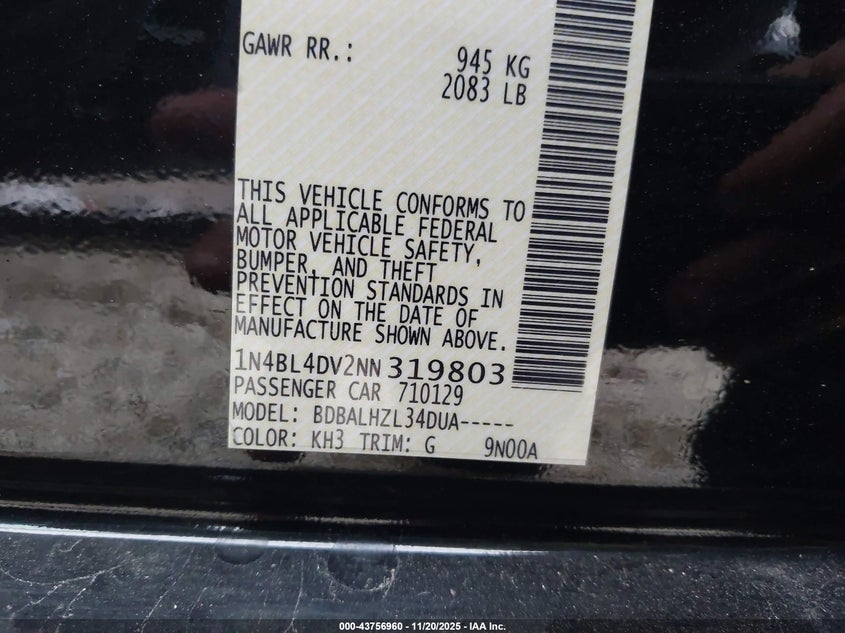 GAWR RR.: 945 KG
2083 LB
THIS VEHICLE CONFORMS TO
ALL APPLICABLE FEDERAL
MOTOR VEHICLE SAFETY,
BUMPER, AND THEFT
PREVENTION STANDARDS IN
EFFECT ON THE DATE OF
MANUFACTURE SHOWN ABOVE.
1N4BL4DV2NN319803
PASSENGER CAR 710129
MODEL: BDBALHZL34DUA-----
COLOR: KH3 TRIM: G 9N00A
000-43756960 - 11/20/2025 - IAA Inc.